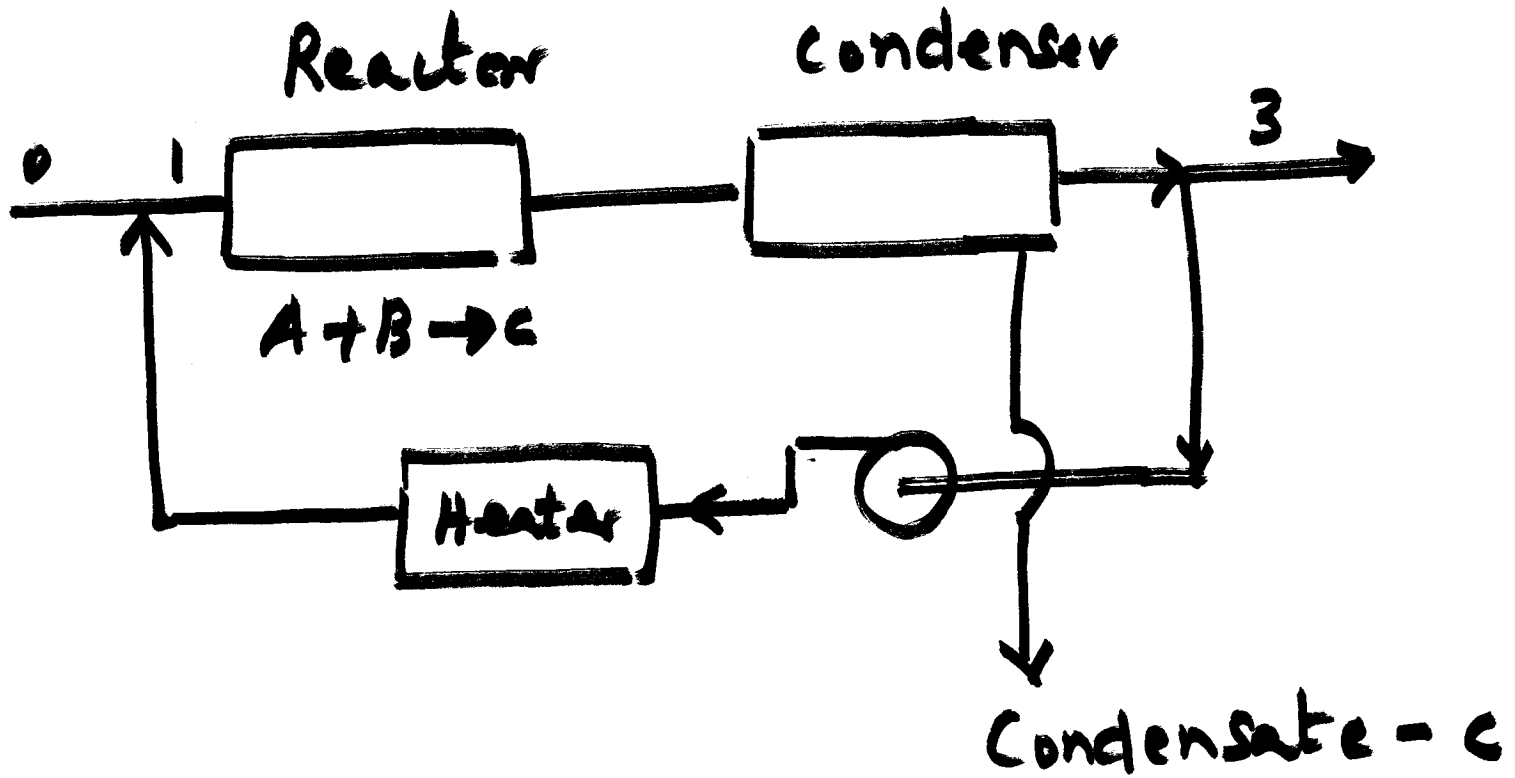 Reactor
Condenser
0
1
3
A + B → C
Heater
Condensate - C